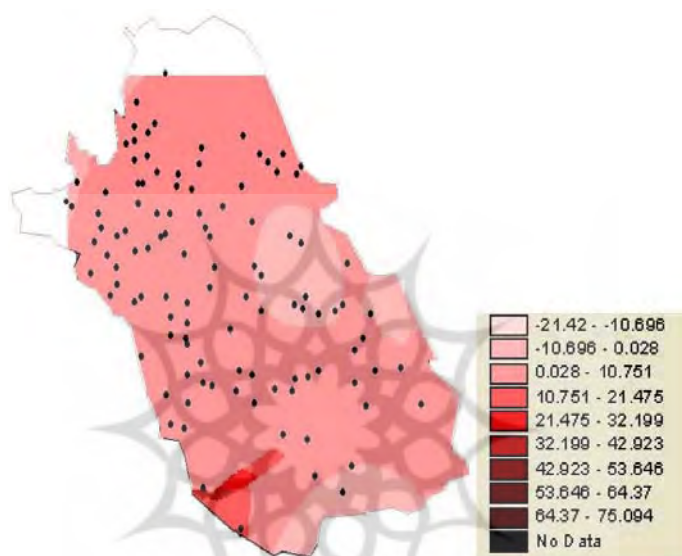 -21.42 - -10.696
-10.696 - 0.028
0.028 - 10.751
10.751 - 21.475
21.475 - 32.199
32.199 - 42.923
42.923 - 53.646
53.646 - 64.37
64.37 - 75.094
No Data